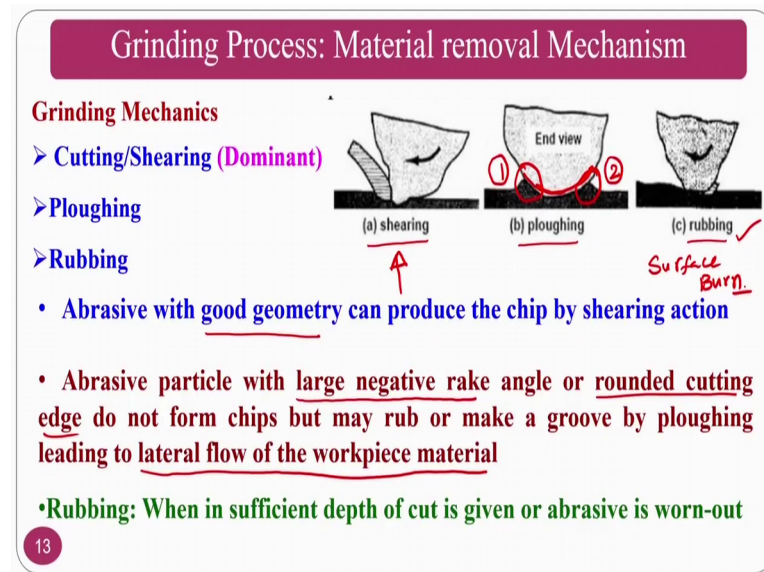 Grinding Process: Material removal Mechanism
Grinding Mechanics
➢ Cutting/Shearing (Dominant)
➢Ploughing
➢Rubbing
End view
1
2
(a) shearing
(b) ploughing
(c) rubbing ✓
Surface
Burn.
• Abrasive with good geometry can produce the chip by shearing action
• Abrasive particle with large negative rake angle or rounded cutting
edge do not form chips but may rub or make a groove by ploughing
leading to lateral flow of the workpiece material
•Rubbing: When in sufficient depth of cut is given or abrasive is worn-out
13